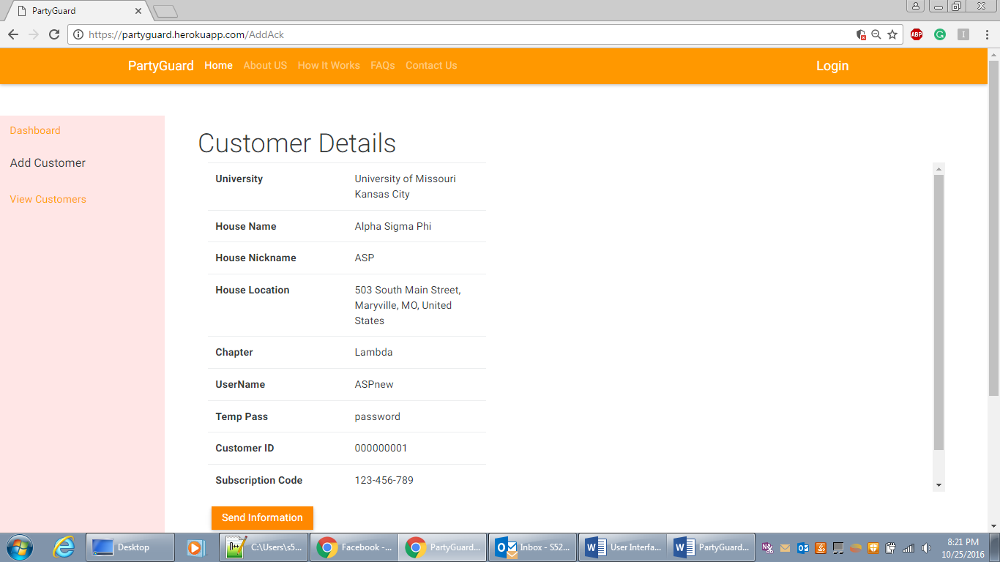 PartyGuard
https://partyguard.herokuapp.com/AddAck
ABP
PartyGuard Home About US How It Works FAQs Contact Us Login
Dashboard
Add Customer
View Customers
Customer Details
University University of Missouri
Kansas City
House Name Alpha Sigma Phi
House Nickname ASP
House Location 503 South Main Street,
Maryville, MO, United
States
Chapter Lambda
UserName ASPnew
Temp Pass password
Customer ID 000000001
Subscription Code 123-456-789
Send Information
Desktop C:\Users\s5... Facebook -... PartyGuard... Inbox - S52... User Interfa... PartyGuard... 8:21 PM
10/25/2016